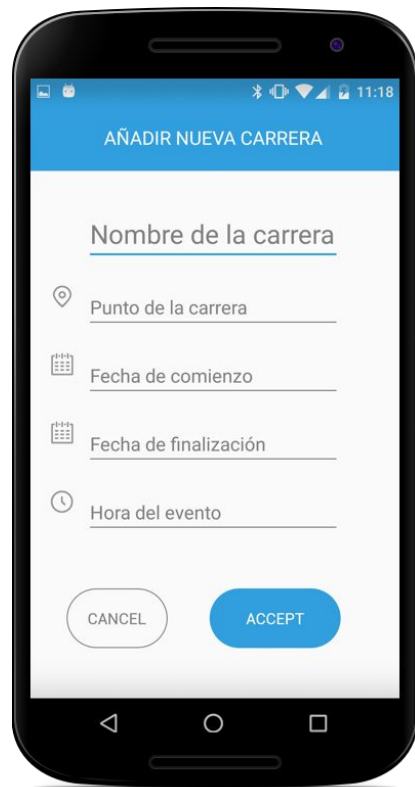 11:18
AÑADIR NUEVA CARRERA
Nombre de la carrera
Punto de la carrera
Fecha de comienzo
Fecha de finalización
Hora del evento
CANCEL
ACCEPT